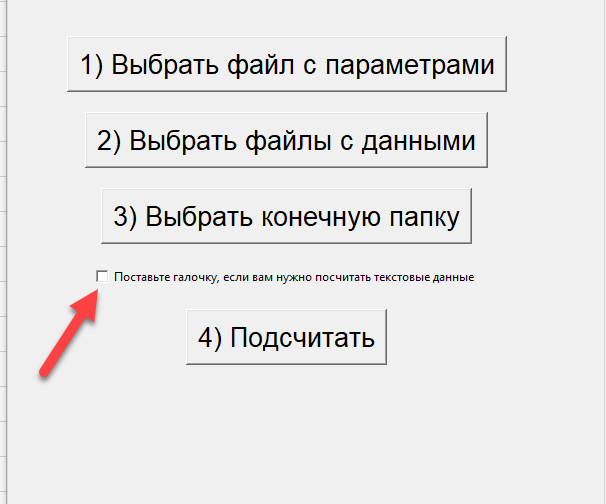 1) Выбрать файл с параметрами
2) Выбрать файлы с данными
3) Выбрать конечную папку
Поставьте галочку, если вам нужно посчитать текстовые данные
4) Подсчитать